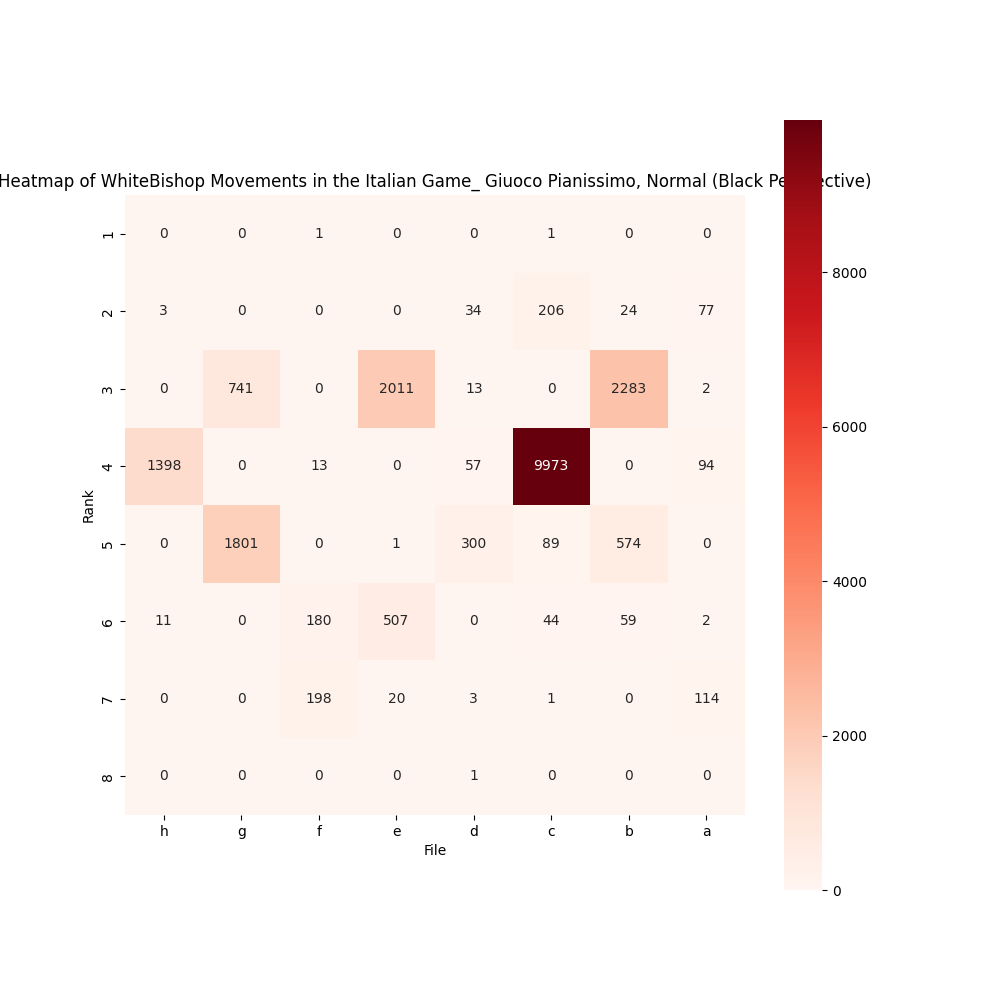 Heatmap of WhiteBishop Movements in the Italian Game_ Giuoco Pianissimo, Normal (Black Pe ective)
1 0 0 1 0 0 1 0 0
2 3 0 0 0 34 206 24 77
3 0 741 0 2011 13 0 2283 2
4 1398 0 13 0 57 9973 0 94
5 0 1801 0 1 300 89 574 0
6 11 0 180 507 0 44 59 2
7 0 0 198 20 3 1 0 114
8 0 0 0 0 1 0 0 0
h g f e d c b a
File
Rank
8000
6000
4000
2000
0